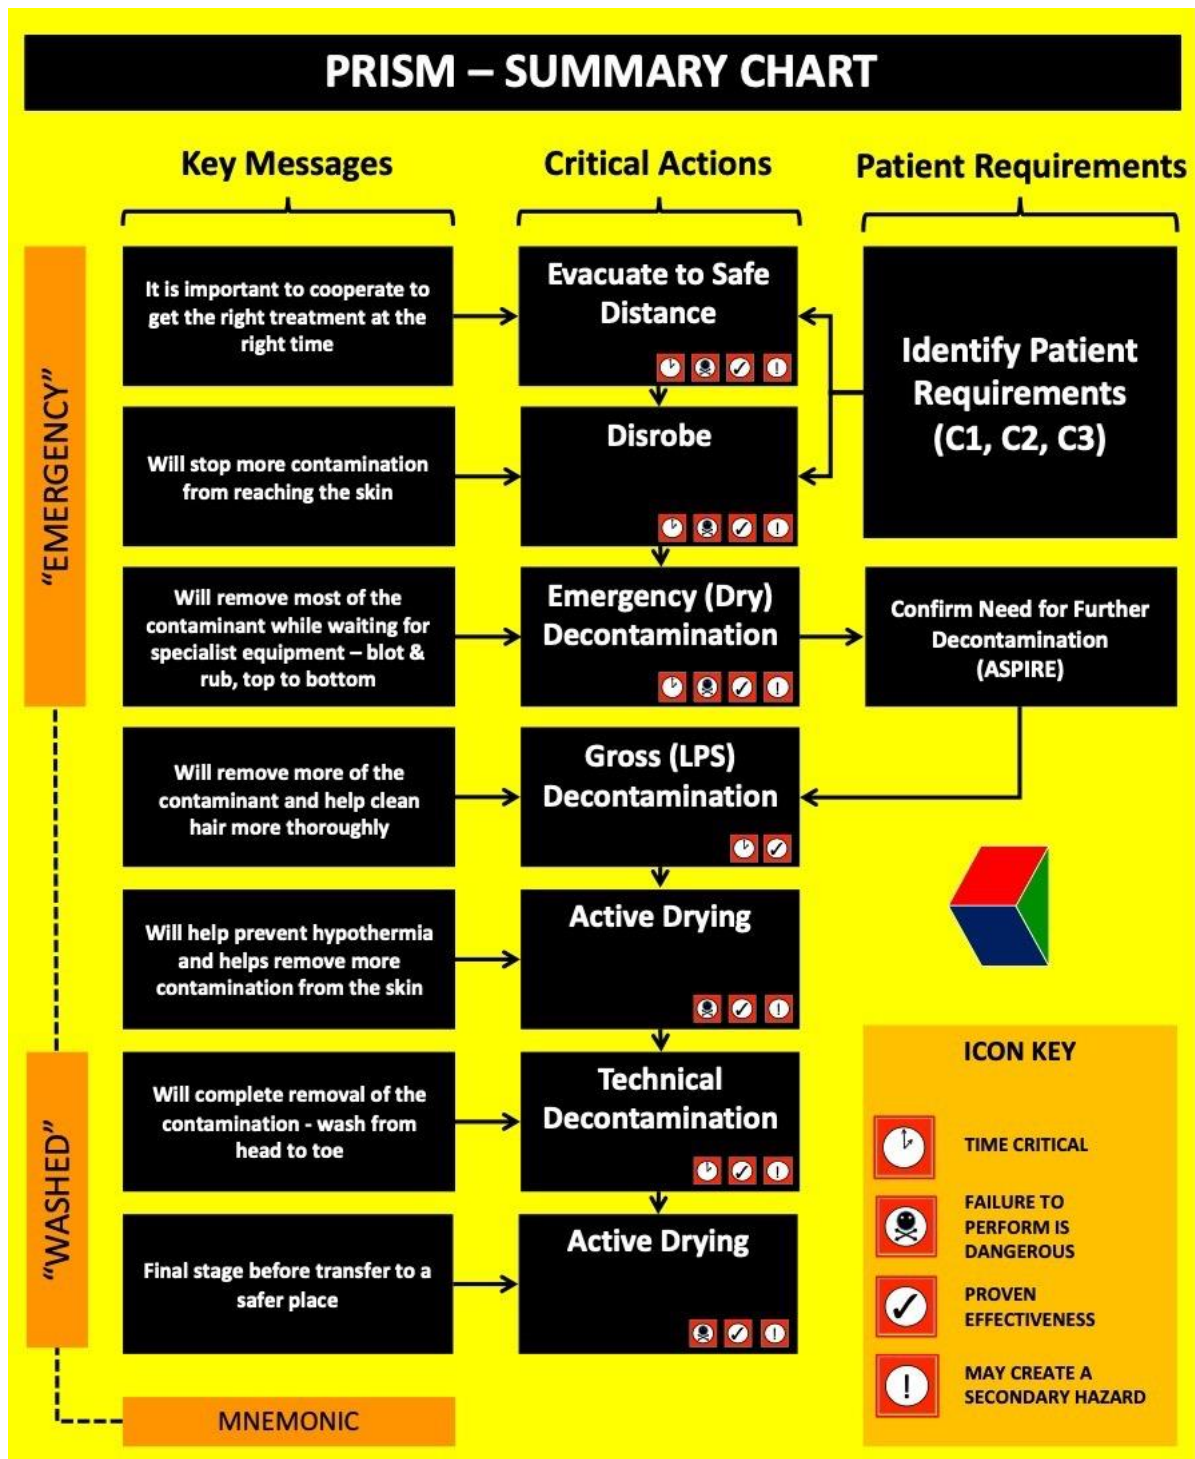 PRISM – SUMMARY CHART
Key Messages
Critical Actions
Patient Requirements
"EMERGENCY"
It is important to cooperate to
get the right treatment at the
right time
Evacuate to Safe
Distance
Identify Patient
Requirements
(C1, C2, C3)
Will stop more contamination
from reaching the skin
Disrobe
Will remove most of the
contaminant while waiting for
specialist equipment – blot &
rub, top to bottom
Emergency (Dry)
Decontamination
Confirm Need for Further
Decontamination
(ASPIRE)
Will remove more of the
contaminant and help clean
hair more thoroughly
Gross (LPS)
Decontamination
Will help prevent hypothermia
and helps remove more
contamination from the skin
Active Drying
"WASHED"
Will complete removal of the
contamination - wash from
head to toe
Technical
Decontamination
Final stage before transfer to a
safer place
Active Drying
MNEMONIC
ICON KEY
TIME CRITICAL
FAILURE TO
PERFORM IS
DANGEROUS
PROVEN
EFFECTIVENESS
MAY CREATE A
SECONDARY HAZARD